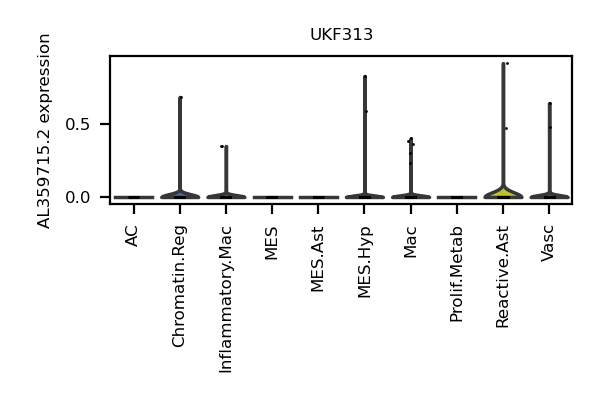 UKF313
AL359715.2 expression
0.5
0.0
AC
Chromatin.Reg
Inflammatory.Mac
MES
MES.Ast
MES.Hyp
Mac
Prolif.Metab
Reactive.Ast
Vasc